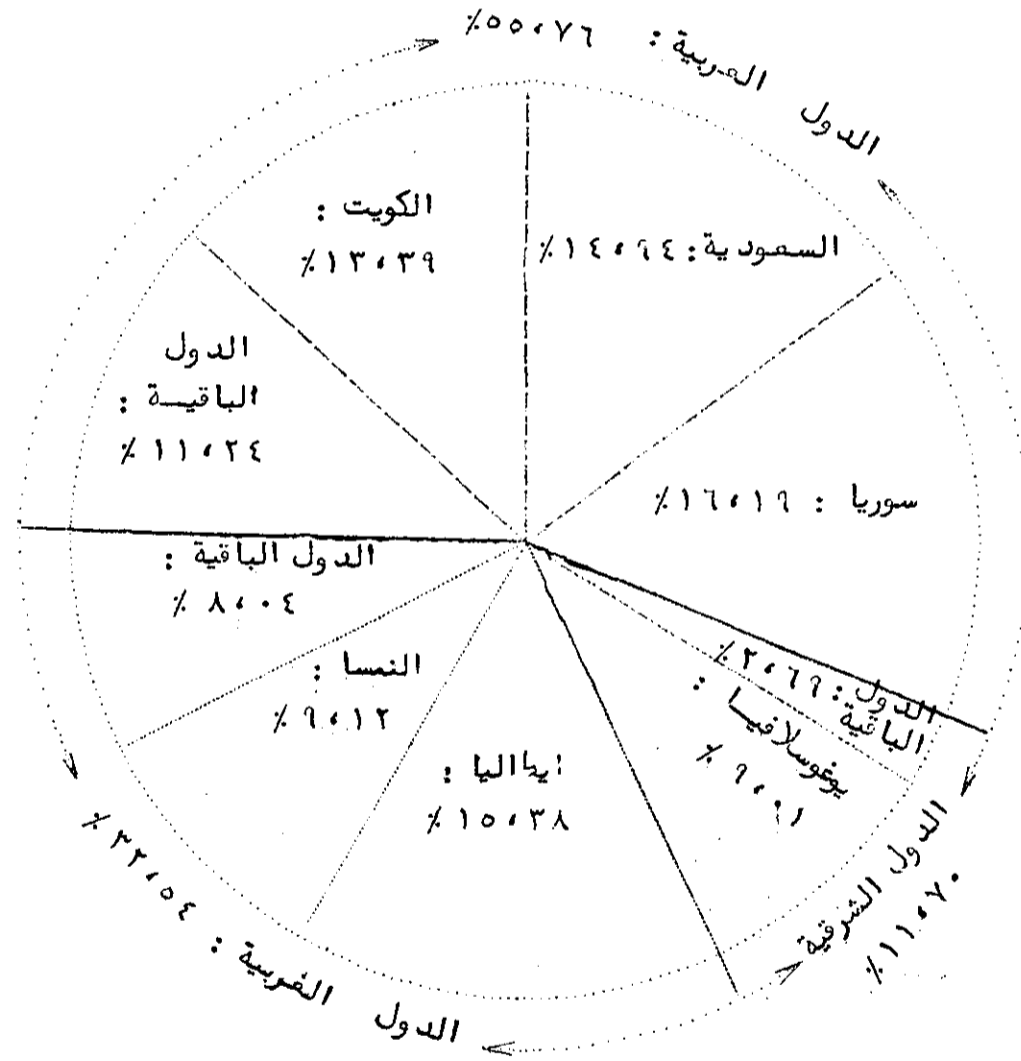 الدول العربية : ٥٥،٧٦٪
السعودية : ١٤،٩٤٪
الكويت :
١٣،٣٩٪
الدول
الباقيـة :
١١،٢٤ ٪
سوريا : ١٦،١٩٪
الدول الباقية :
٨،٠٤ ٪
النمسا :
٩،١٢ ٪
ايطاليا :
١٥،٣٨ ٪
الدول : ٢،٦٩٪
الباقية
يوغوسلافيا :
٩،٠١ ٪
الدول الشرقية
١١،٧٠٪
الدول الغربية : ٣٢،٥٤ ٪